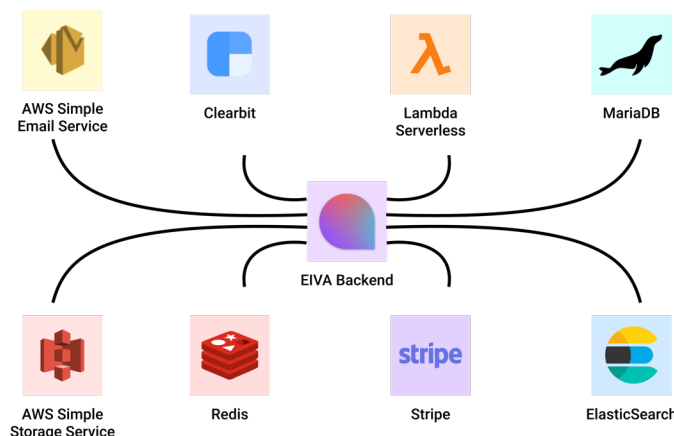 AWS Simple
Email Service
Clearbit
Lambda
Serverless
MariaDB
EIVA Backend
AWS Simple
Storage Service
Redis
stripe
Stripe
ElasticSearch